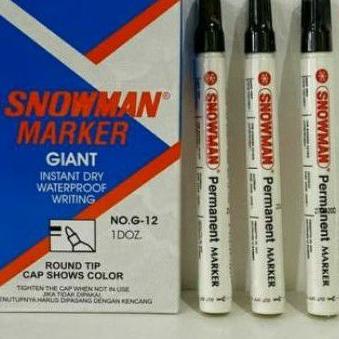 SNOWMAN®
MARKER
GIANT
INSTANT DRY
WATERPROOF
WRITING
NO.G-12
1DOZ.
ROUND TIP
CAP SHOWS COLOR
TIGHTEN THE CAP WHEN NOT IN USE
JIKA TIDAK DIPAKAI,
PENUTUPNYA HARUS DIPASANG DENGAN KENCANG
SNOWMAN Permanent MARKER
SNOWMAN Permanent MARKER
SNOWMAN Permanent MARKER